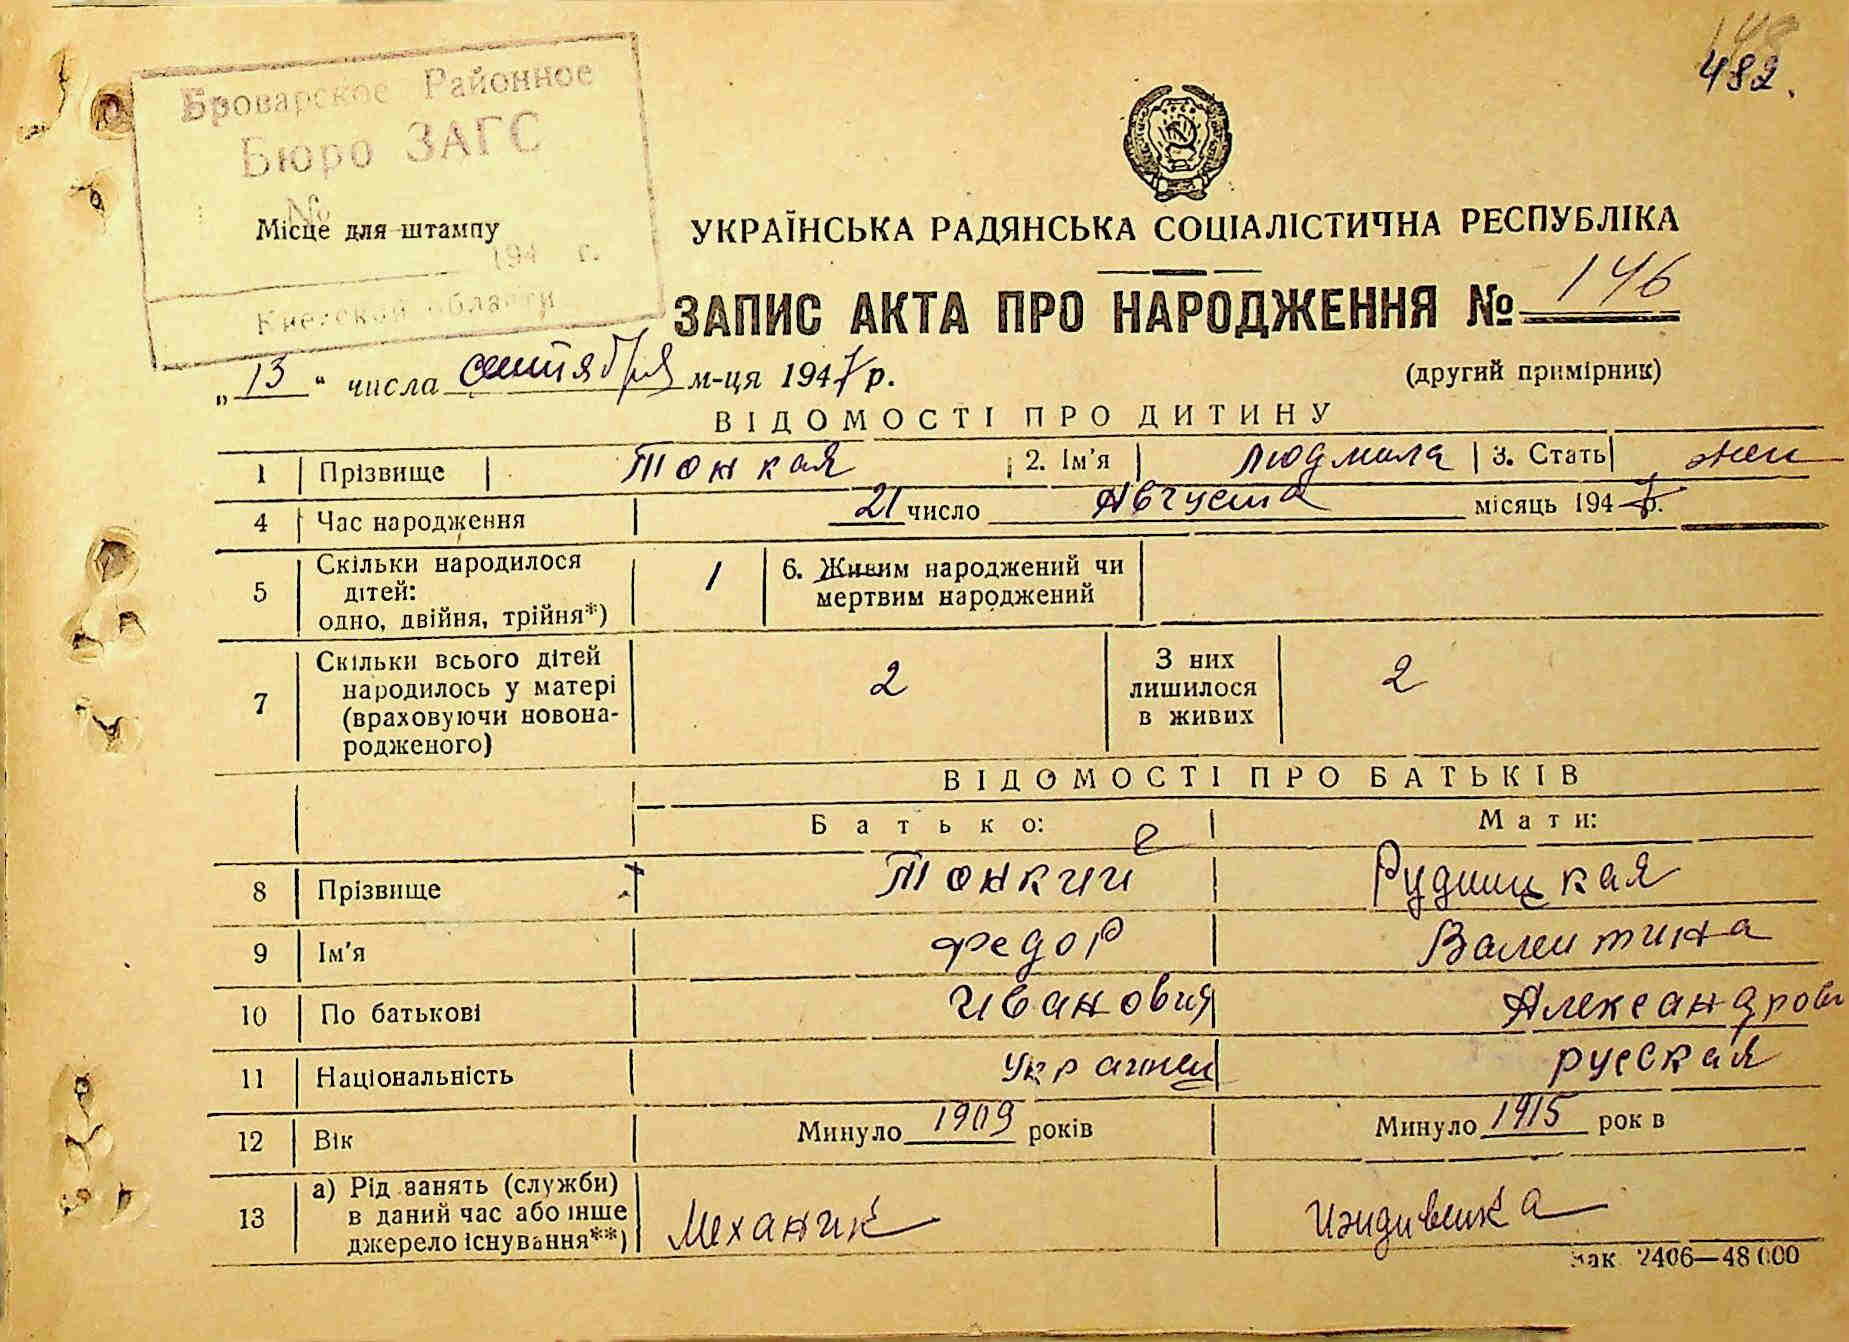 482.
Броварское Районное
Бюро ЗАГС
№
Місце для штампу
194 г.
Киевской области
УКРАЇНСЬКА РАДЯНСЬКА СОЦІАЛІСТИЧНА РЕСПУБЛІКА
ЗАПИС АКТА ПРО НАРОДЖЕННЯ № 146
„13“ числа сентября м-ця 1947 р.
(другий примірник)
ВІДОМОСТІ ПРО ДИТИНУ
1 Прізвище Тонкая 2. Ім'я Людмила 3. Стать жен
4 Час народження 21 число Августа місяць 1947 р.
5 Скільки народилося дітей: одно, двійня, трійня*) 1 6. Живим народжений чи мертвим народжений
7 Скільки всього дітей народилось у матері (враховуючи новона-родженого) 2 З них лишилося в живих 2
ВІДОМОСТІ ПРО БАТЬКІВ
Батько: Мати:
8 Прізвище Тонкий Рудницкая
9 Ім'я Федор Валентина
10 По батькові Иванович Александров
11 Національність Украинец русская
12 Вік Минуло 1909 років Минуло 1915 рок в
13 а) Рід занять (служби) в даний час або інше джерело існування**) Механик Иждивенка
Зак 2406—48 000